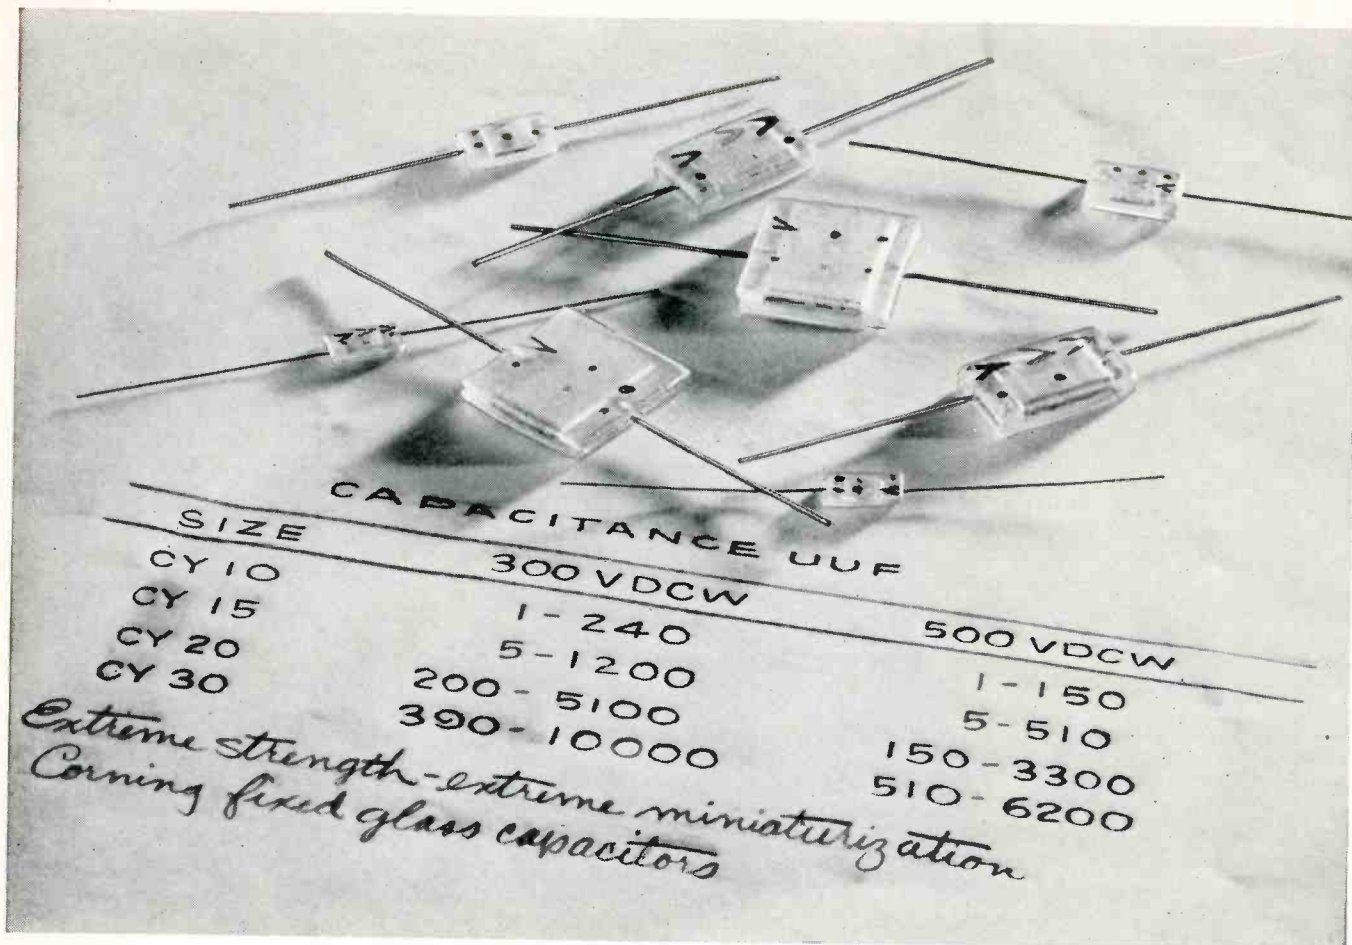 CAPACITANCE UUF
SIZE 300 VDCW 500 VDCW
CY 10 1-240 1-150
CY 15 5-1200 5-510
CY 20 200-5100 150-3300
CY 30 390-10000 510-6200
Extreme strength-extreme miniaturization
Corning fixed glass capacitors